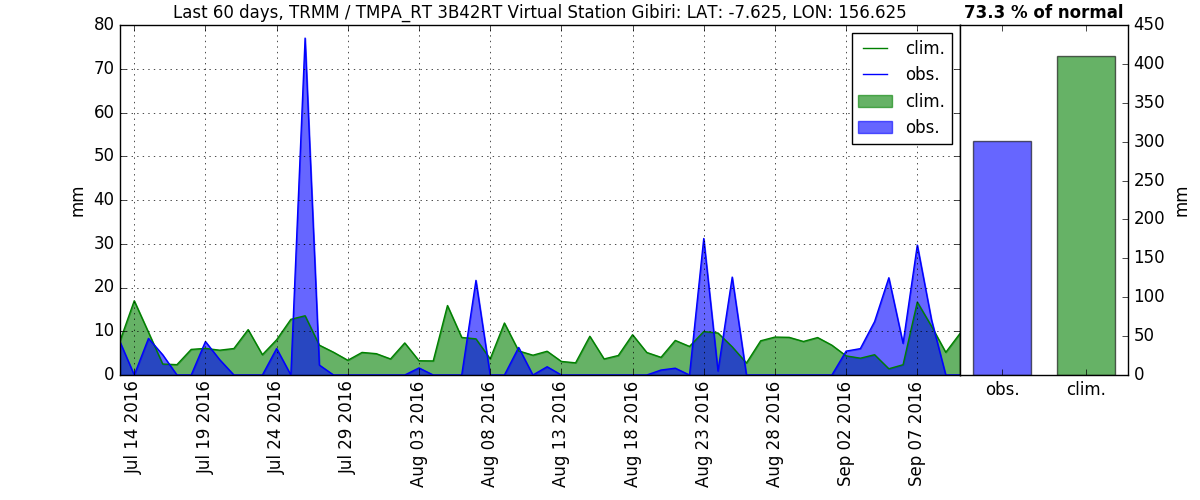 Last 60 days, TRMM / TMPA_RT 3B42RT Virtual Station Gibiri: LAT: -7.625, LON: 156.625
73.3 % of normal
80
70
60
50
40
30
20
10
0
mm
clim.
obs.
clim.
obs.
450
400
350
300
250
200
150
100
50
0
mm
Jul 14 2016
Jul 19 2016
Jul 24 2016
Jul 29 2016
Aug 03 2016
Aug 08 2016
Aug 13 2016
Aug 18 2016
Aug 23 2016
Aug 28 2016
Sep 02 2016
Sep 07 2016
obs.
clim.